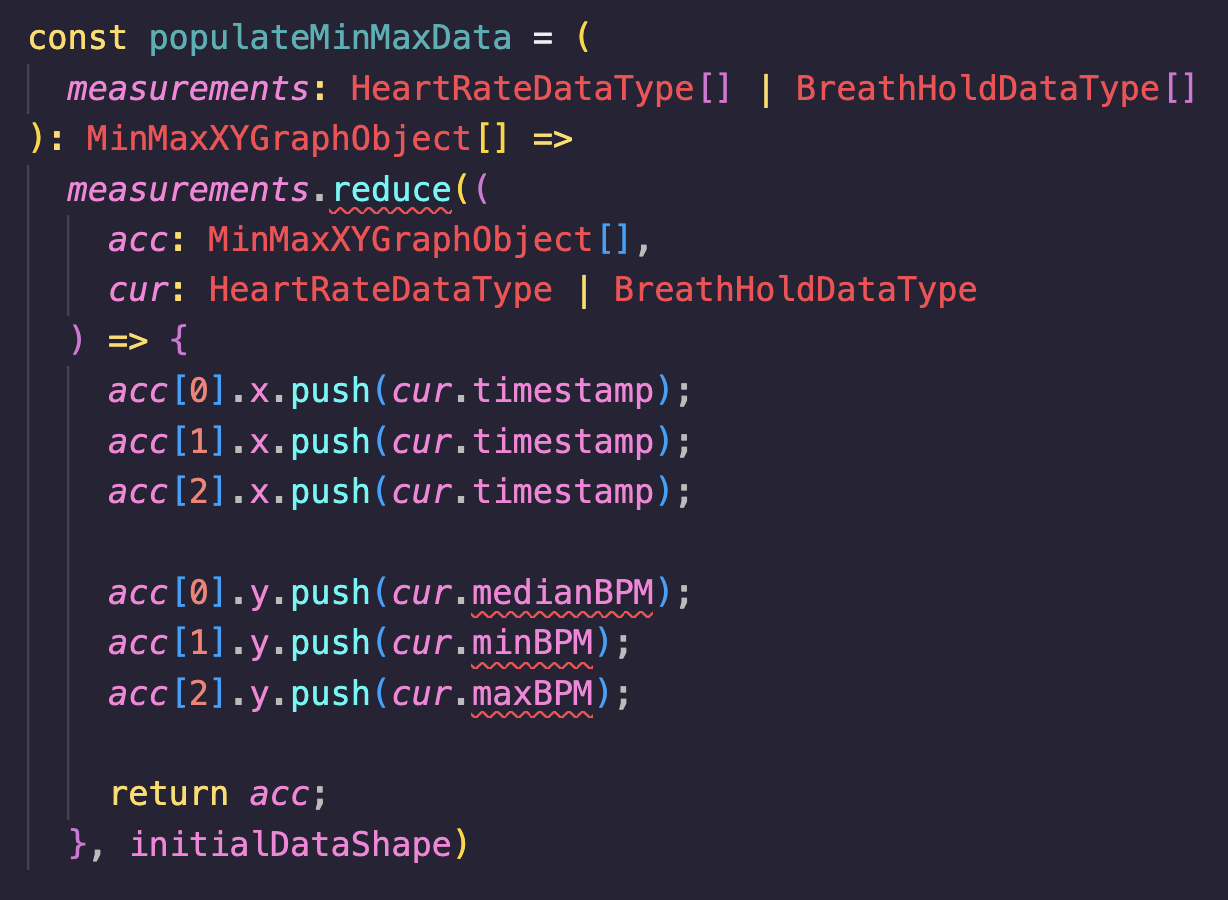 const populateMinMaxData = (
  measurements: HeartRateDataType[] | BreathHoldDataType[]
): MinMaxXYGraphObject[] =>
  measurements.reduce((
    acc: MinMaxXYGraphObject[],
    cur: HeartRateDataType | BreathHoldDataType
  ) => {
    acc[0].x.push(cur.timestamp);
    acc[1].x.push(cur.timestamp);
    acc[2].x.push(cur.timestamp);

    acc[0].y.push(cur.medianBPM);
    acc[1].y.push(cur.minBPM);
    acc[2].y.push(cur.maxBPM);

    return acc;
  }, initialDataShape)